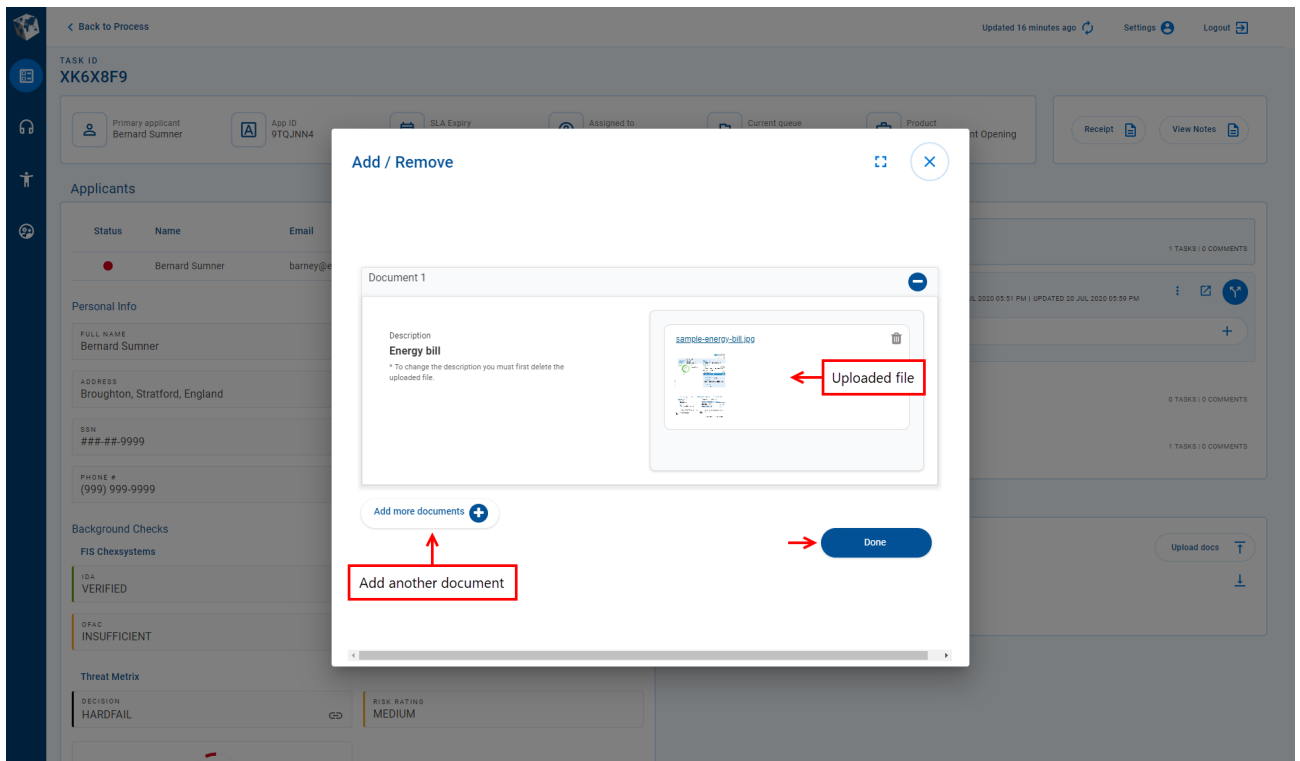 Back to Process
Updated 16 minutes ago
Settings
Logout
TASK ID
XK6X8F9
Primary applicant
Bernard Sumner
App ID
9TQJNN4
SLA Expiry
Assigned to
Current queue
Product
nt Opening
Receipt
View Notes
Add / Remove
Applicants
Status Name Email
Bernard Sumner barney@e
1 TASKS | 0 COMMENTS
Document 1
JL 2020 05:51 PM | UPDATED 20 JUL 2020 05:59 PM
Personal Info
FULL NAME
Bernard Sumner
Description
Energy bill
* To change the description you must first delete the
uploaded file.
sample-energy-bill.jpg
Uploaded file
ADDRESS
Broughton, Stratford, England
0 TASKS | 0 COMMENTS
SSN
###-##-9999
1 TASKS | 0 COMMENTS
PHONE #
(999) 999-9999
Add more documents
Done
Add another document
Background Checks
FIS Chexsystems
Upload docs
IDA
VERIFIED
OFAC
INSUFFICIENT
Threat Metrix
DECISION
HARDFAIL
RISK RATING
MEDIUM